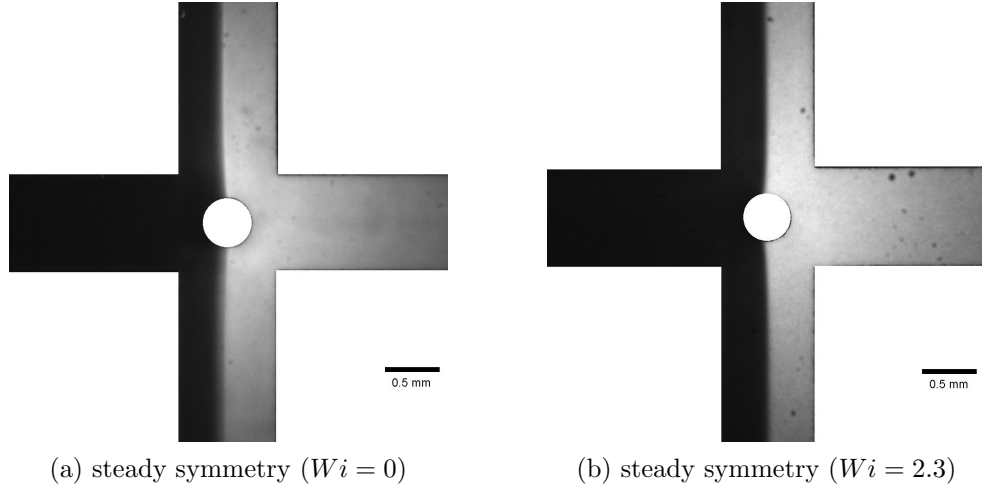 0.5 mm
0.5 mm
(a) steady symmetry (Wi = 0)
(b) steady symmetry (Wi = 2.3)